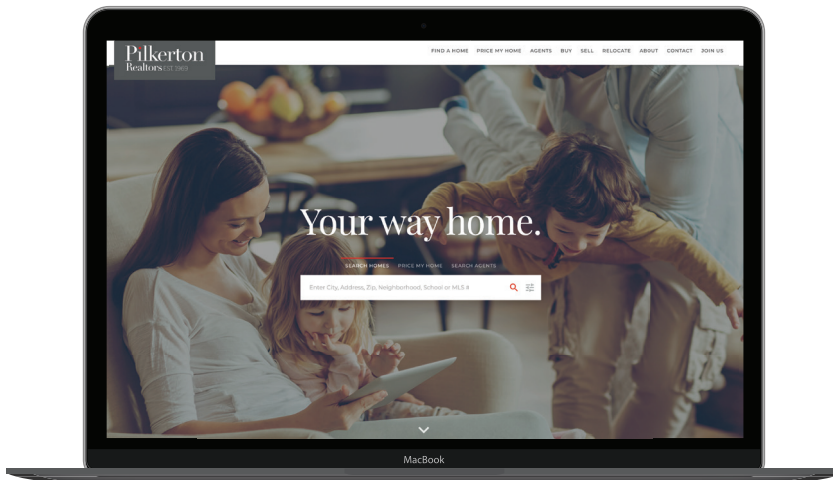 Pilkerton
Realtors EST 1969
FIND A HOME PRICE MY HOME AGENTS BUY SELL RELOCATE ABOUT CONTACT JOIN US
Your way home.
SEARCH HOMES PRICE MY HOME SEARCH AGENTS
Enter City, Address, Zip, Neighborhood, School or MLS #
MacBook